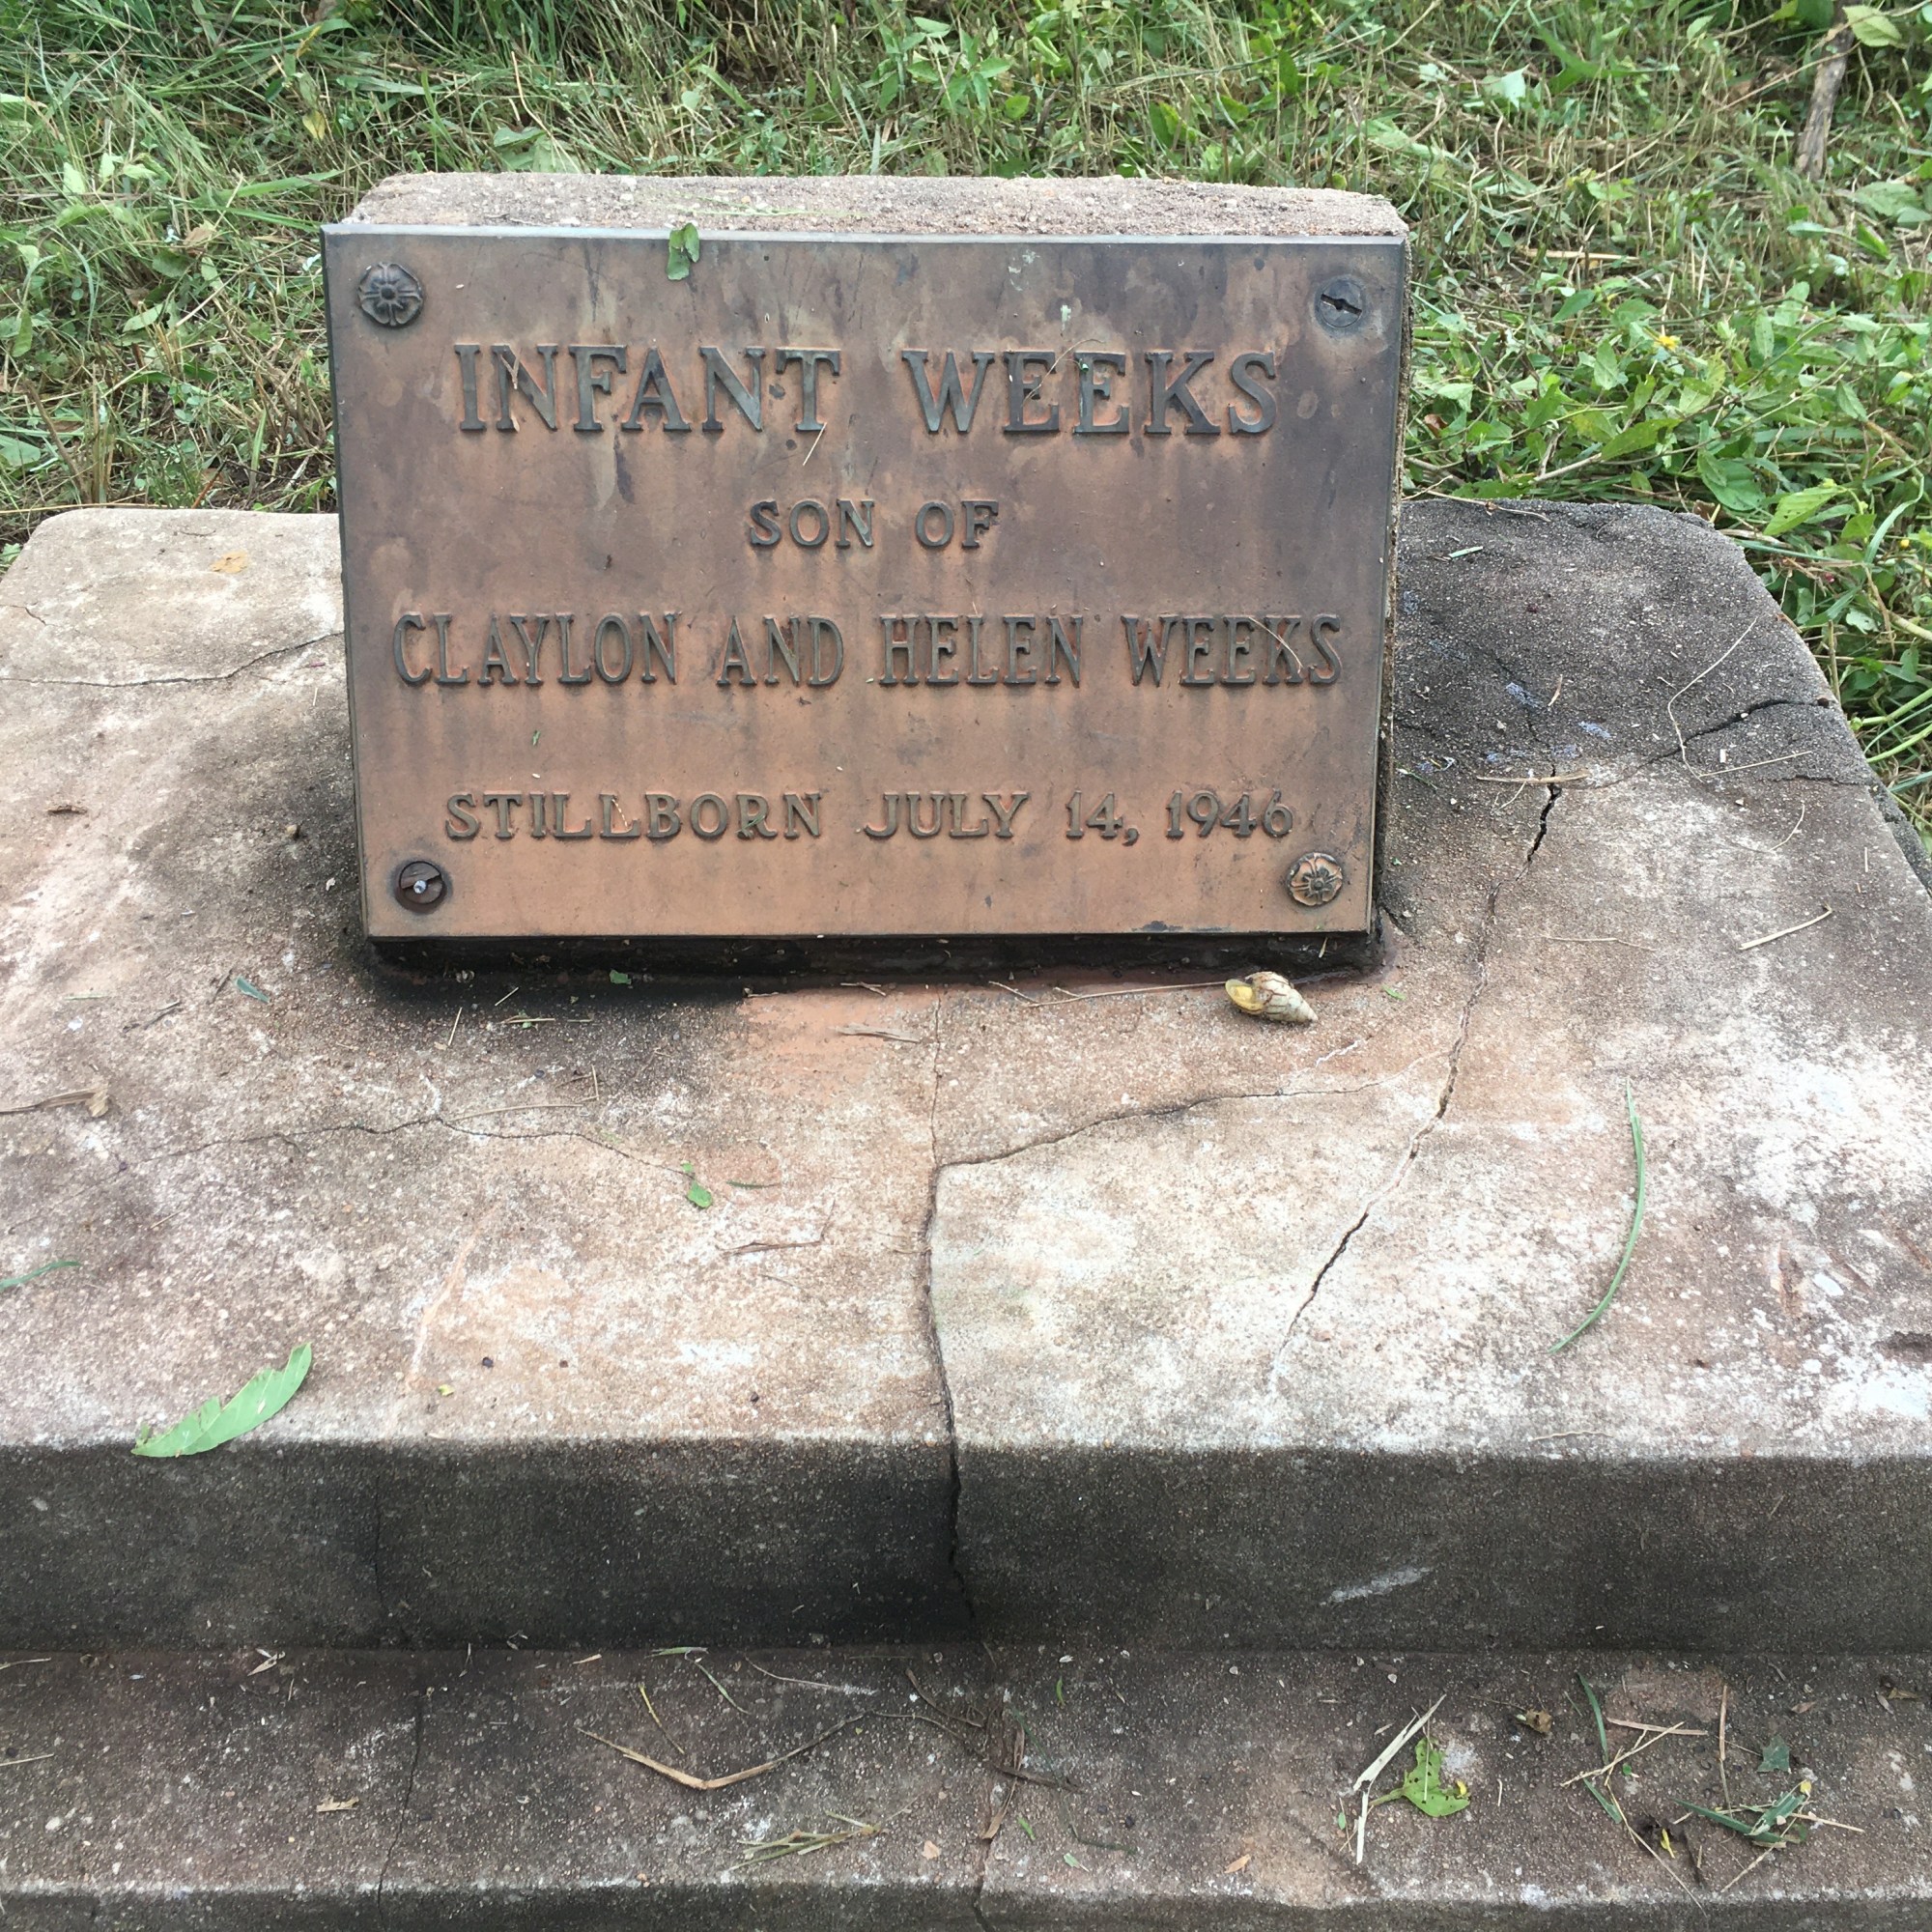 INFANT WEEKS
SON OF
CLAYLON AND HELEN WEEKS
STILLBORN JULY 14, 1946